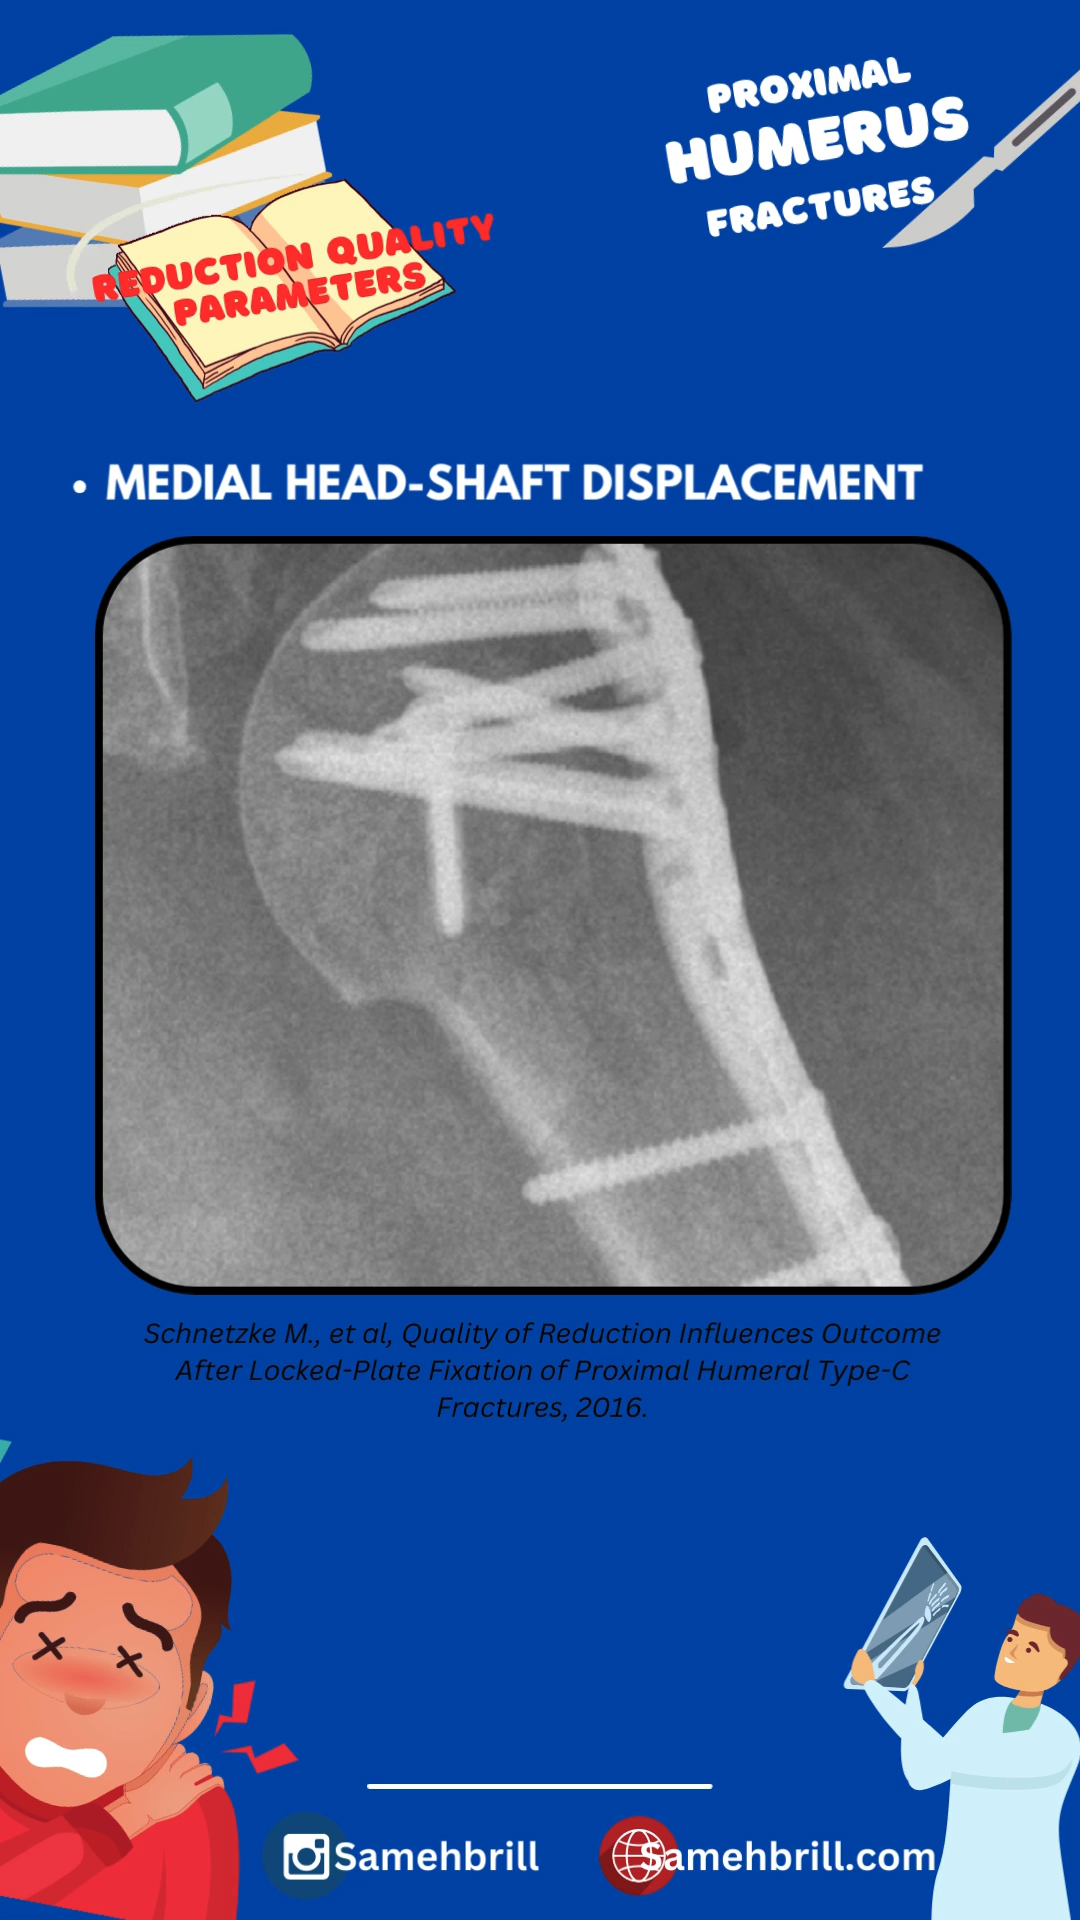 PROXIMAL
HUMERUS
FRACTURES
REDUCTION QUALITY
PARAMETERS
• MEDIAL HEAD-SHAFT DISPLACEMENT
Schnetzke M., et al, Quality of Reduction Influences Outcome
After Locked-Plate Fixation of Proximal Humeral Type-C
Fractures, 2016.
Samehbrill
Samehbrill.com